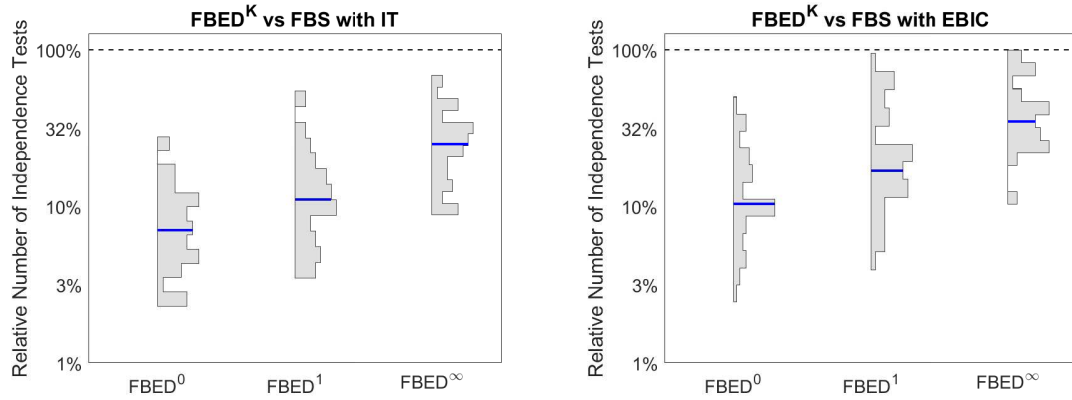 FBED^K vs FBS with IT
Relative Number of Independence Tests
100%
32%
10%
3%
1%
FBED^0
FBED^1
FBED^∞
FBED^K vs FBS with EBIC
Relative Number of Independence Tests
100%
32%
10%
3%
1%
FBED^0
FBED^1
FBED^∞